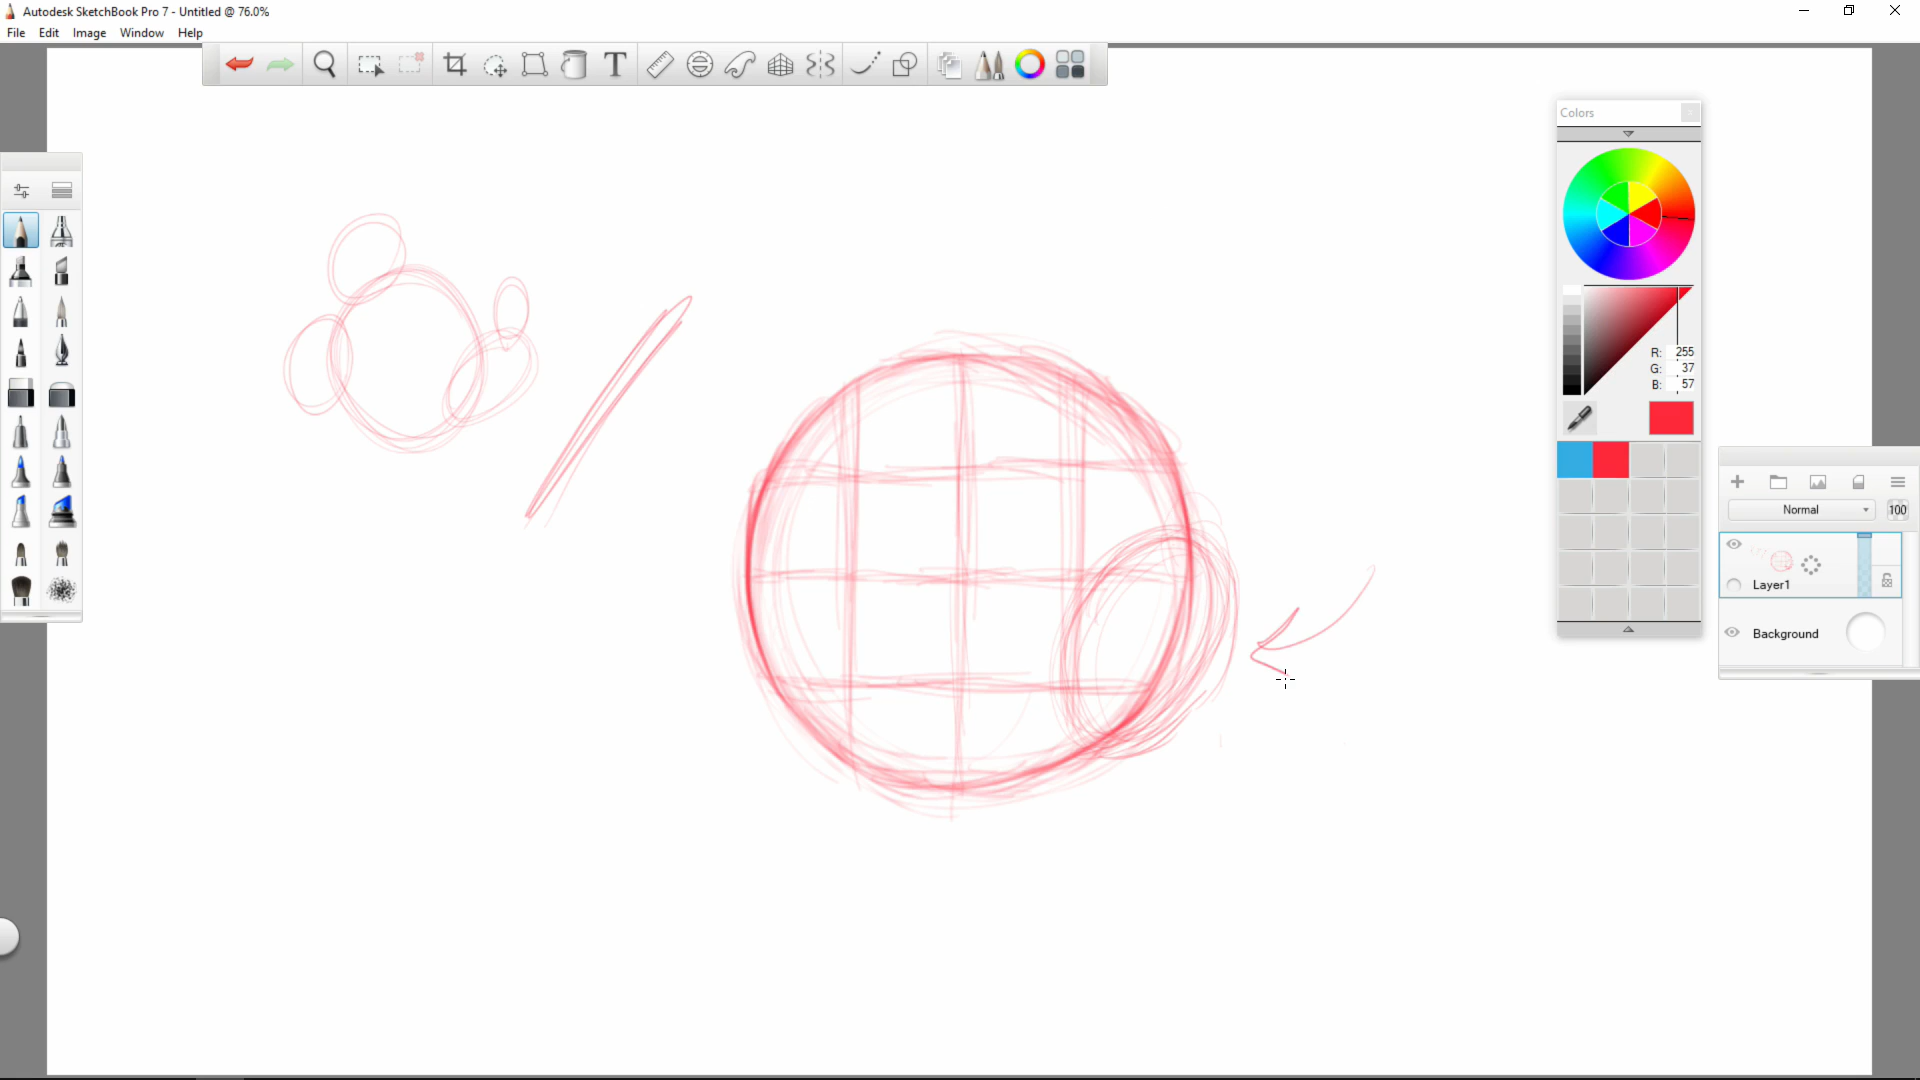 Autodesk SketchBook Pro 7 - Untitled @ 76.0%
File Edit Image Window Help
T
Colors
R: 255
G: 37
B: 57
Normal 100
Layer1
Background